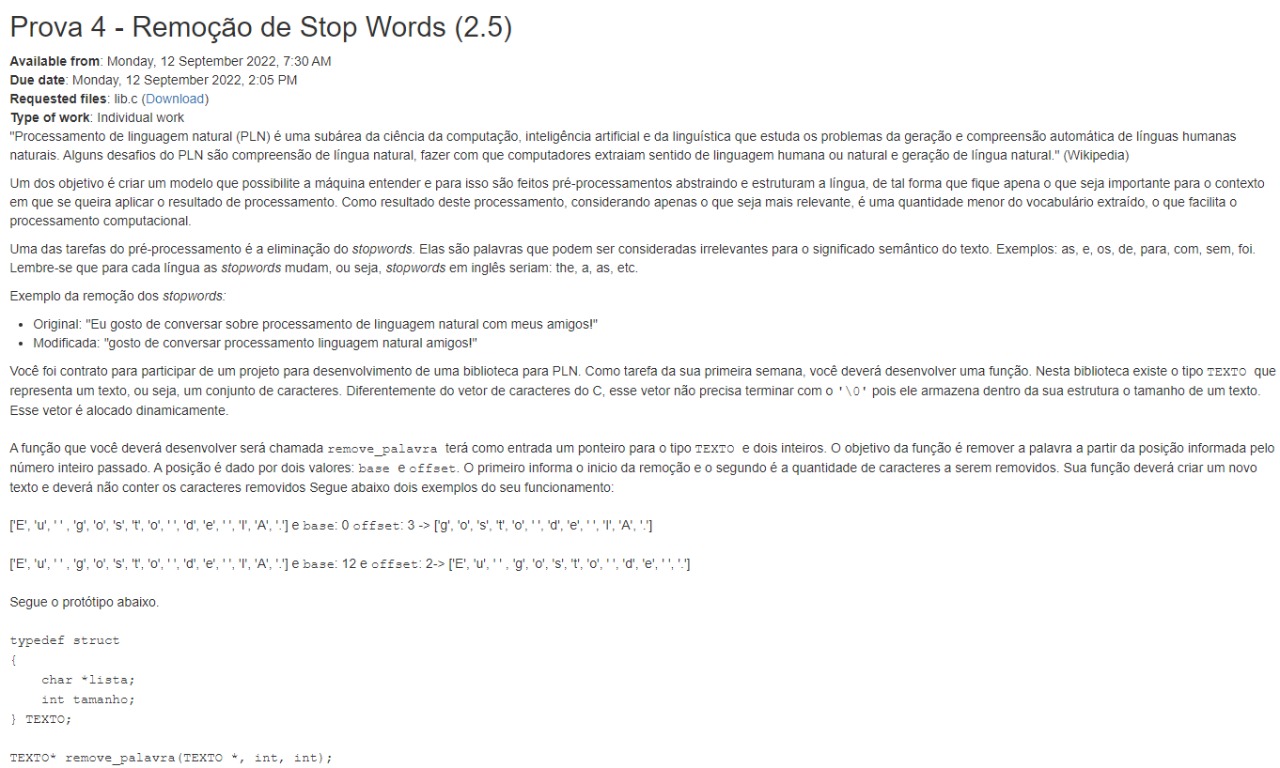 Prova 4 - Remoção de Stop Words (2.5)
Available from: Monday, 12 September 2022, 7:30 AM
Due date: Monday, 12 September 2022, 2:05 PM
Requested files: lib.c (Download)
Type of work: Individual work
"Processamento de linguagem natural (PLN) é uma subárea da ciência da computação, inteligência artificial e da linguística que estuda os problemas da geração e compreensão automática de línguas humanas
naturais. Alguns desafios do PLN são compreensão de língua natural, fazer com que computadores extraiam sentido de linguagem humana ou natural e geração de língua natural." (Wikipedia)
Um dos objetivo é criar um modelo que possibilite a máquina entender e para isso são feitos pré-processamentos abstraindo e estruturam a língua, de tal forma que fique apena o que seja importante para o contexto
em que se queira aplicar o resultado de processamento. Como resultado deste processamento, considerando apenas o que seja mais relevante, é uma quantidade menor do vocabulário extraído, o que facilita o
processamento computacional.
Uma das tarefas do pré-processamento é a eliminação do stopwords. Elas são palavras que podem ser consideradas irrelevantes para o significado semântico do texto. Exemplos: as, e, os, de, para, com, sem, foi.
Lembre-se que para cada língua as stopwords mudam, ou seja, stopwords em inglês seriam: the, a, as, etc.
Exemplo da remoção dos stopwords:
• Original: "Eu gosto de conversar sobre processamento de linguagem natural com meus amigos!"
• Modificada: "gosto de conversar processamento linguagem natural amigos!"
Você foi contrato para participar de um projeto para desenvolvimento de uma biblioteca para PLN. Como tarefa da sua primeira semana, você deverá desenvolver uma função. Nesta biblioteca existe o tipo TEXTO que
representa um texto, ou seja, um conjunto de caracteres. Diferentemente do vetor de caracteres do C, esse vetor não precisa terminar com o '\0' pois ele armazena dentro da sua estrutura o tamanho de um texto.
Esse vetor é alocado dinamicamente.
A função que você deverá desenvolver será chamada remove_palavra terá como entrada um ponteiro para o tipo TEXTO e dois inteiros. O objetivo da função é remover a palavra a partir da posição informada pelo
número inteiro passado. A posição é dado por dois valores: base e offset. O primeiro informa o inicio da remoção e o segundo é a quantidade de caracteres a serem removidos. Sua função deverá criar um novo
texto e deverá não conter os caracteres removidos Segue abaixo dois exemplos do seu funcionamento:
['E', 'u', ' ' , 'g', 'o', 's', 't', 'o', ' ', 'd', 'e', ' ', 'I', 'A', '.'] e base: 0 offset: 3 -> ['g', 'o', 's', 't', 'o', ' ', 'd', 'e', ' ', 'I', 'A', '.']
['E', 'u', ' ' , 'g', 'o', 's', 't', 'o', ' ', 'd', 'e', ' ', 'I', 'A', '.'] e base: 12 e offset: 2-> ['E', 'u', ' ' , 'g', 'o', 's', 't', 'o', ' ', 'd', 'e', ' ', '.']
Segue o protótipo abaixo.
typedef struct
{
    char *lista;
    int tamanho;
} TEXTO;
TEXTO* remove_palavra(TEXTO *, int, int);